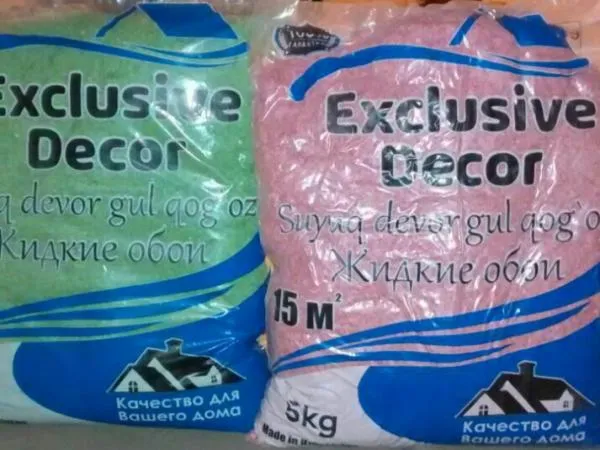 Exclusive
Decor
devor gul qog`oz
Жидкие обои
Качество для
Вашего дома
100%
Exclusive
Decor
Suyuq devor gul qog`o
Жидкие обои
15 м²
5kg
Made in
Качество для
Вашего дома